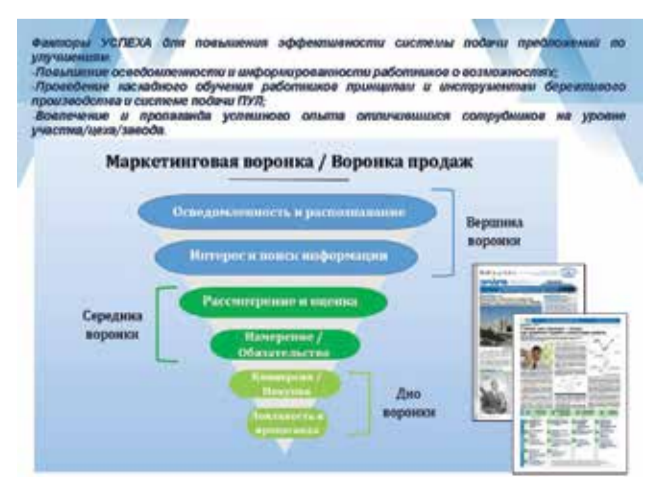 Факторы УСПЕХА для повышения эффективности системы подачи предложений по
улучшениям:
-Повышение осведомленности и информированности работников о возможностях;
-Проведение каскадного обучения работников принципам и инструментам бережливого
производства и системе подачи ПУЛ;
-Вовлечение и пропаганда успешного опыта отличившихся сотрудников на уровне
участка/цеха/завода.
Маркетинговая воронка / Воронка продаж
Осведомленность и распознавание
Интерес и поиск информации
Вершина
воронки
Рассмотрение и оценка
Намерение /
Обязательство
Середина
воронки
Конверсия /
Покупка
Лояльность и
пропаганда
Дно
воронки